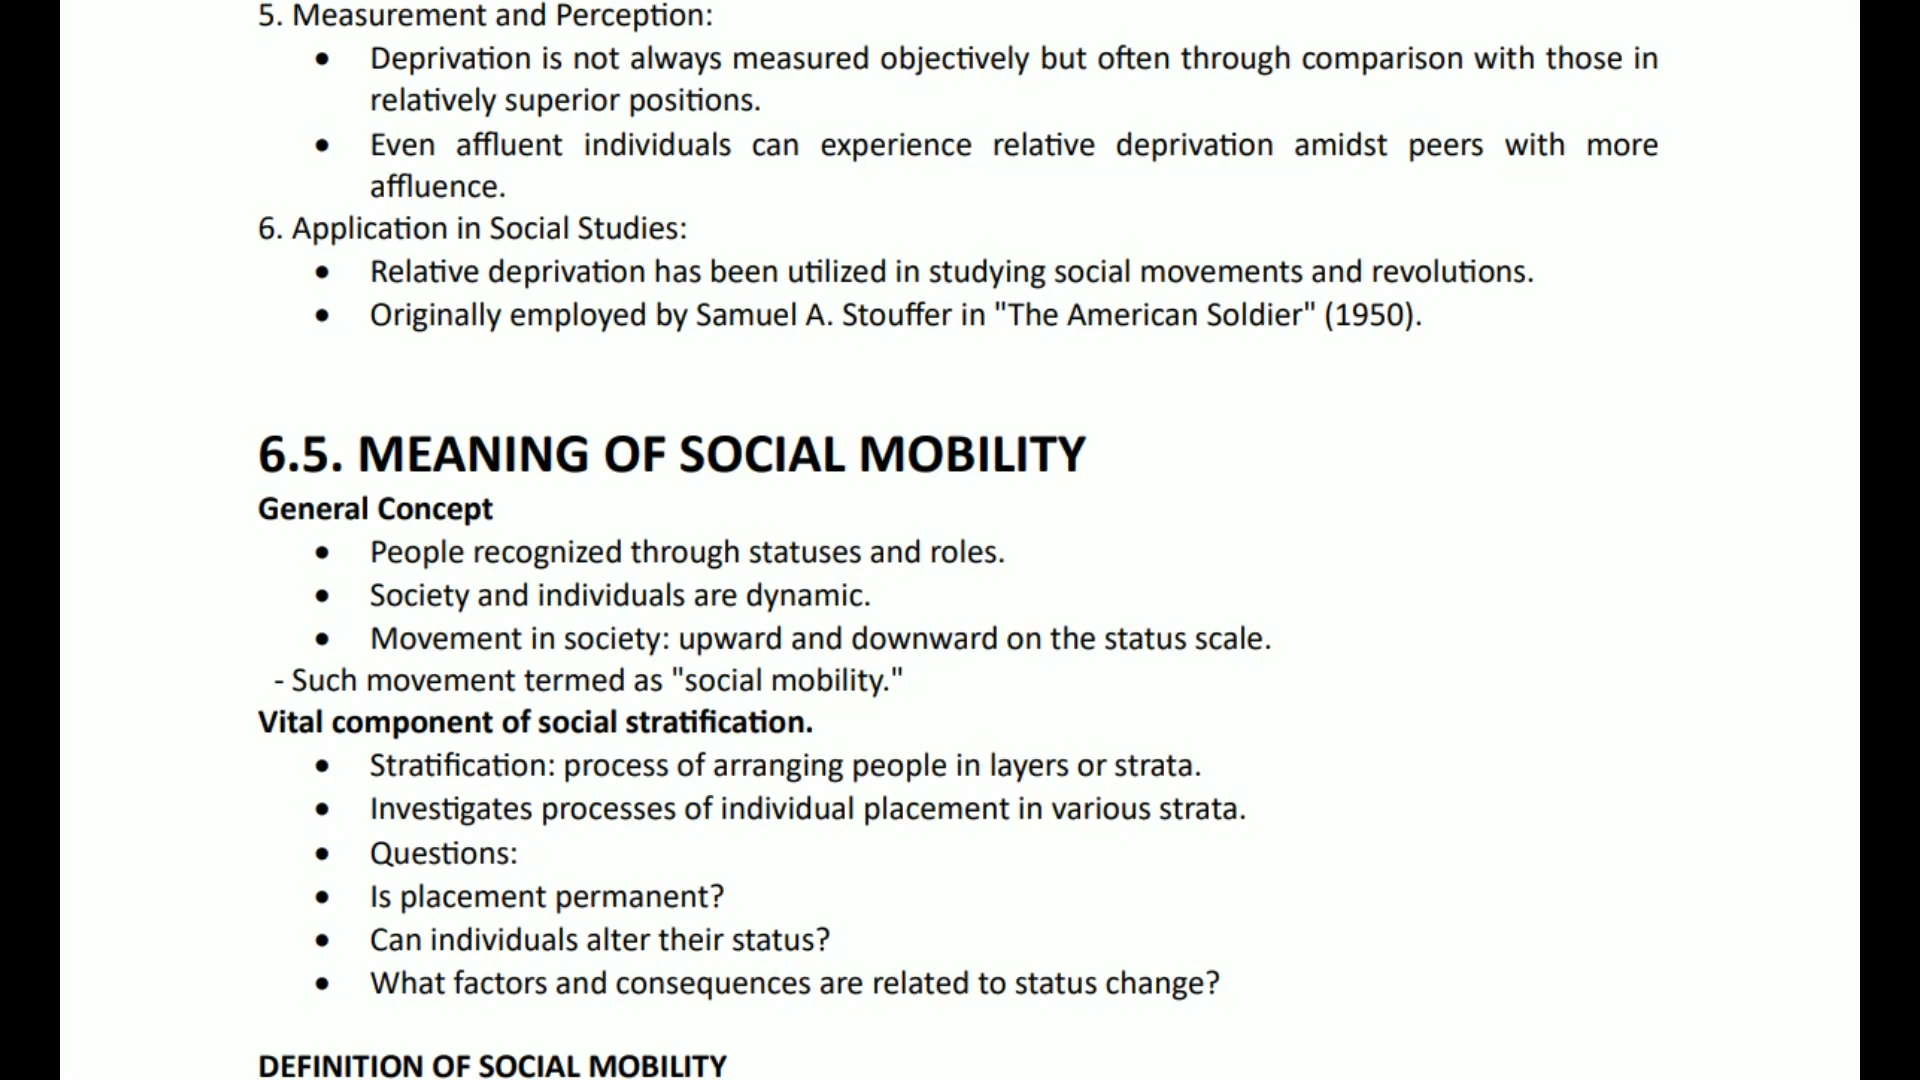 5. Measurement and Perception:
• Deprivation is not always measured objectively but often through comparison with those in
relatively superior positions.
• Even affluent individuals can experience relative deprivation amidst peers with more
affluence.
6. Application in Social Studies:
• Relative deprivation has been utilized in studying social movements and revolutions.
• Originally employed by Samuel A. Stouffer in "The American Soldier" (1950).
6.5. MEANING OF SOCIAL MOBILITY
General Concept
• People recognized through statuses and roles.
• Society and individuals are dynamic.
• Movement in society: upward and downward on the status scale.
- Such movement termed as "social mobility."
Vital component of social stratification.
• Stratification: process of arranging people in layers or strata.
• Investigates processes of individual placement in various strata.
• Questions:
• Is placement permanent?
• Can individuals alter their status?
• What factors and consequences are related to status change?
DEFINITION OF SOCIAL MOBILITY